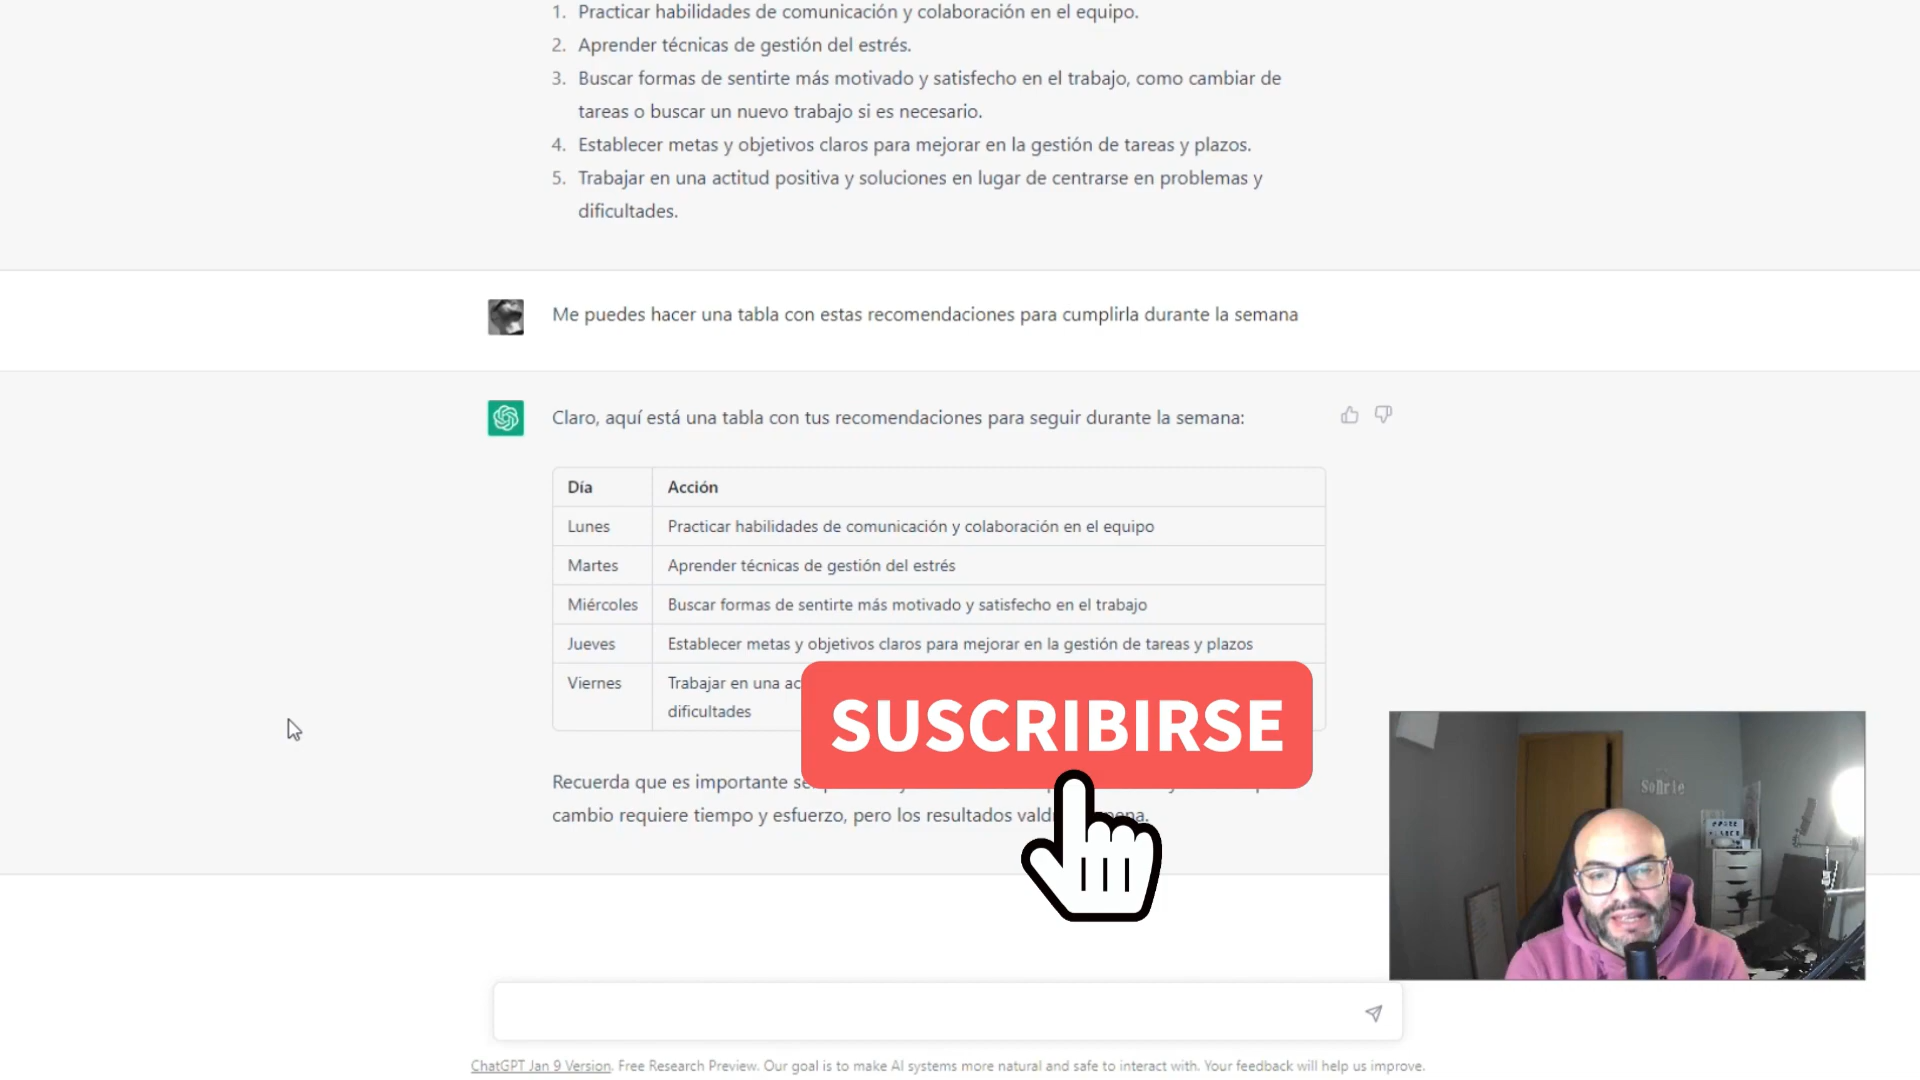 1. Practicar habilidades de comunicación y colaboración en el equipo.
2. Aprender técnicas de gestión del estrés.
3. Buscar formas de sentirte más motivado y satisfecho en el trabajo, como cambiar de
tareas o buscar un nuevo trabajo si es necesario.
4. Establecer metas y objetivos claros para mejorar en la gestión de tareas y plazos.
5. Trabajar en una actitud positiva y soluciones en lugar de centrarse en problemas y
dificultades.
Me puedes hacer una tabla con estas recomendaciones para cumplirla durante la semana
Claro, aquí está una tabla con tus recomendaciones para seguir durante la semana:
Día Acción
Lunes Practicar habilidades de comunicación y colaboración en el equipo
Martes Aprender técnicas de gestión del estrés
Miércoles Buscar formas de sentirte más motivado y satisfecho en el trabajo
Jueves Establecer metas y objetivos claros para mejorar en la gestión de tareas y plazos
Viernes Trabajar en una
dificultades
SUSCRIBIRSE
Recuerda que es importante
cambio requiere tiempo y esfuerzo, pero los resultados
Sonríe
ChatGPT Jan 9 Version. Free Research Preview. Our goal is to make AI systems more natural and safe to interact with. Your feedback will help us improve.